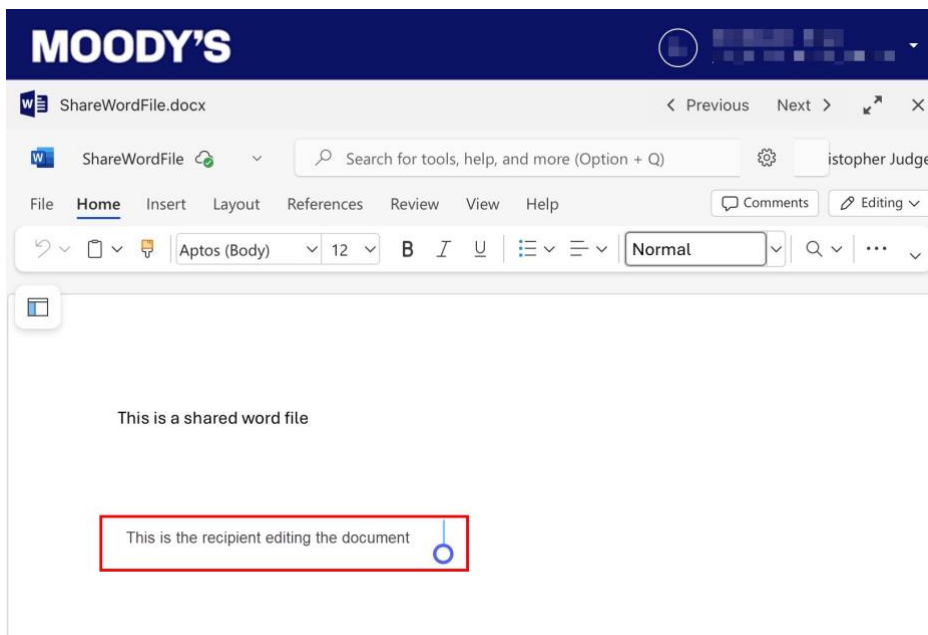 MOODY'S
ShareWordFile.docx
Previous Next
ShareWordFile
Search for tools, help, and more (Option + Q)
istopher Judge
File Home Insert Layout References Review View Help
Comments Editing
Aptos (Body) 12 B I U Normal
This is a shared word file
This is the recipient editing the document